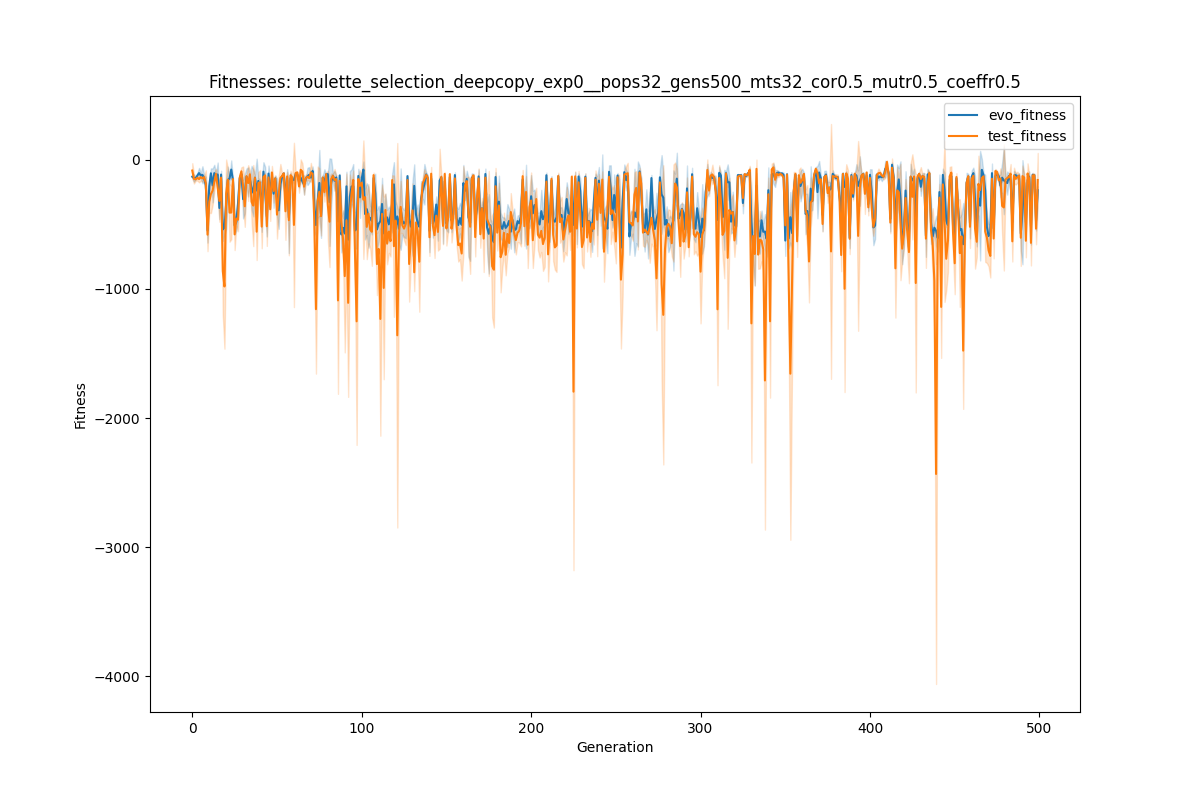 Fitnesses: roulette_selection_deepcopy_exp0__pops32_gens500_mts32_cor0.5_mutr0.5_coeffr0.5
evo_fitness
test_fitness
0
−1000
−2000
−3000
−4000
Fitness
0
100
200
300
400
500
Generation